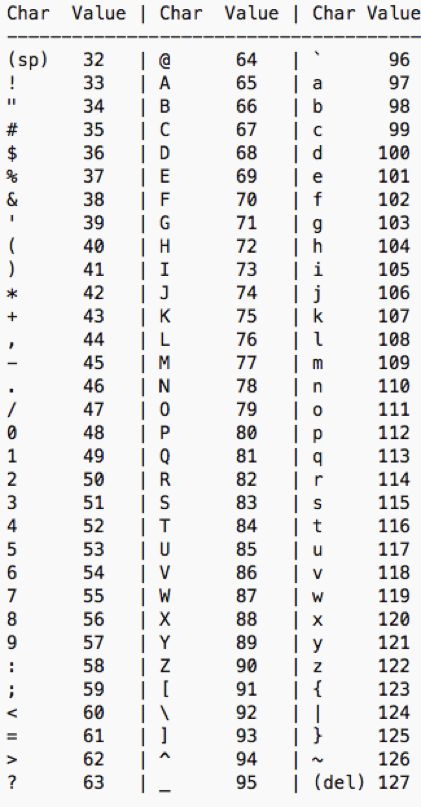 Char  Value | Char  Value | Char Value
---------------------------------------
(sp)   32   | @      64   | `      96
!      33   | A      65   | a      97
"      34   | B      66   | b      98
#      35   | C      67   | c      99
$      36   | D      68   | d     100
%      37   | E      69   | e     101
&      38   | F      70   | f     102
'      39   | G      71   | g     103
(      40   | H      72   | h     104
)      41   | I      73   | i     105
*      42   | J      74   | j     106
+      43   | K      75   | k     107
,      44   | L      76   | l     108
-      45   | M      77   | m     109
.      46   | N      78   | n     110
/      47   | O      79   | o     111
0      48   | P      80   | p     112
1      49   | Q      81   | q     113
2      50   | R      82   | r     114
3      51   | S      83   | s     115
4      52   | T      84   | t     116
5      53   | U      85   | u     117
6      54   | V      86   | v     118
7      55   | W      87   | w     119
8      56   | X      88   | x     120
9      57   | Y      89   | y     121
:      58   | Z      90   | z     122
;      59   | [      91   | {     123
<      60   | \      92   | |     124
=      61   | ]      93   | }     125
>      62   | ^      94   | ~     126
?      63   | _      95   | (del) 127